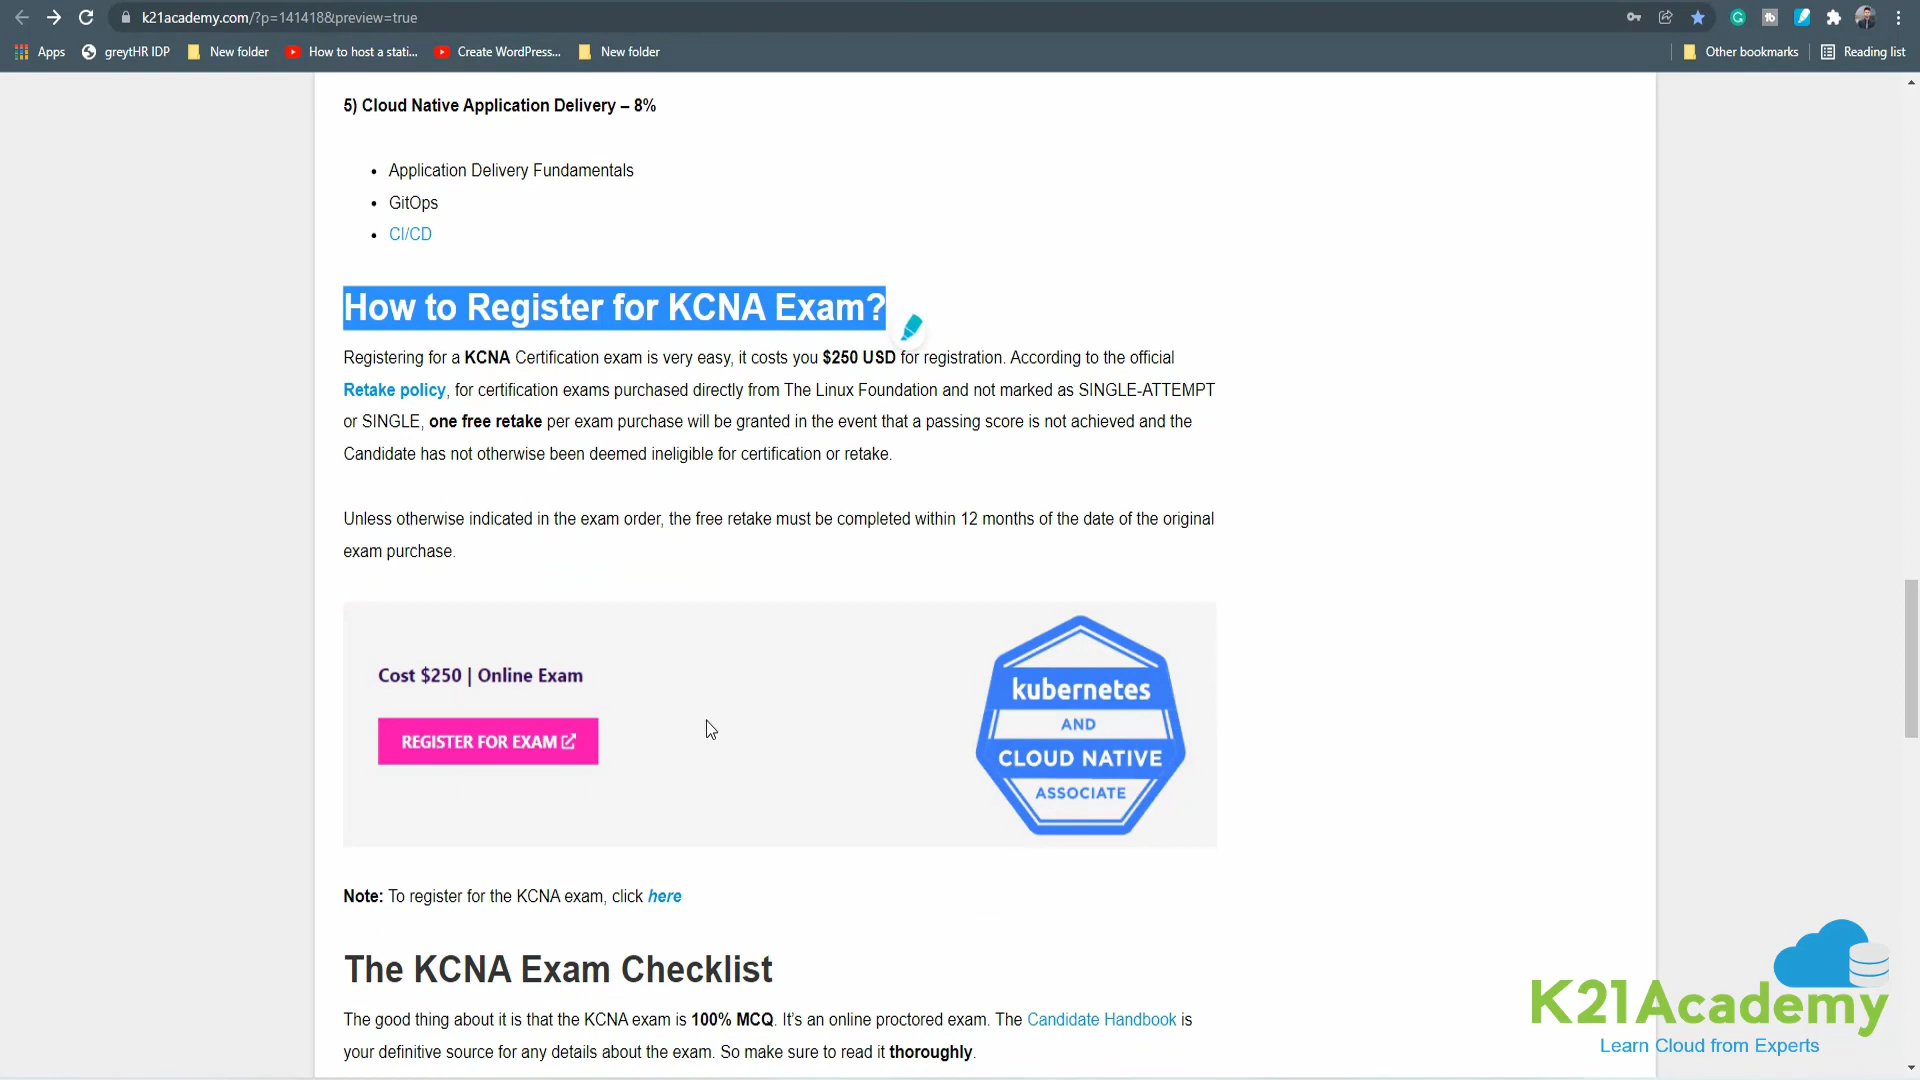 k21academy.com/?p=141418&preview=true
Apps
greytHR IDP
New folder
How to host a stati...
Create WordPress...
New folder
Other bookmarks
Reading list
5) Cloud Native Application Delivery – 8%
• Application Delivery Fundamentals
• GitOps
• CI/CD
How to Register for KCNA Exam?
Registering for a KCNA Certification exam is very easy, it costs you $250 USD for registration. According to the official
Retake policy, for certification exams purchased directly from The Linux Foundation and not marked as SINGLE-ATTEMPT
or SINGLE, one free retake per exam purchase will be granted in the event that a passing score is not achieved and the
Candidate has not otherwise been deemed ineligible for certification or retake.
Unless otherwise indicated in the exam order, the free retake must be completed within 12 months of the date of the original
exam purchase.
Cost $250 | Online Exam
REGISTER FOR EXAM
kubernetes
AND
CLOUD NATIVE
ASSOCIATE
Note: To register for the KCNA exam, click here
The KCNA Exam Checklist
The good thing about it is that the KCNA exam is 100% MCQ. It's an online proctored exam. The Candidate Handbook is
your definitive source for any details about the exam. So make sure to read it thoroughly.
K21Academy
Learn Cloud from Experts